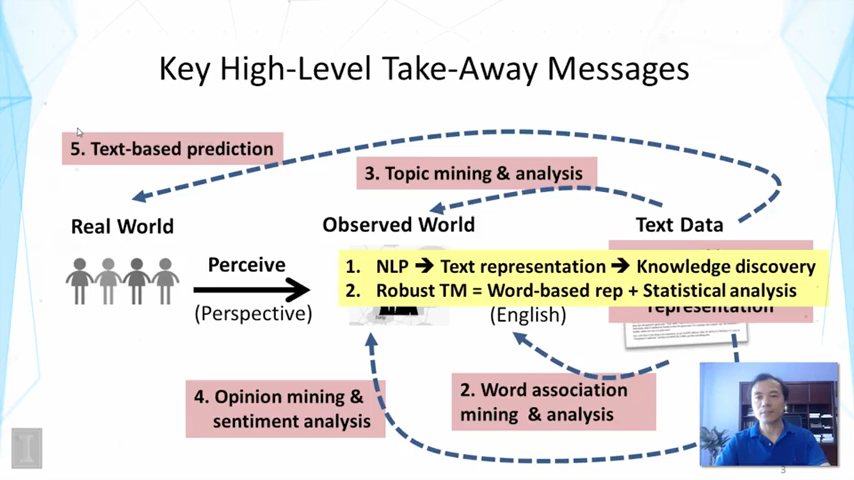 Key High-Level Take-Away Messages
5. Text-based prediction
3. Topic mining & analysis
Real World
Observed World
Text Data
Perceive
(Perspective)
1. NLP ➔ Text representation ➔ Knowledge discovery
2. Robust TM = Word-based rep + Statistical analysis
representation
(English)
4. Opinion mining &
sentiment analysis
2. Word association
mining & analysis
3